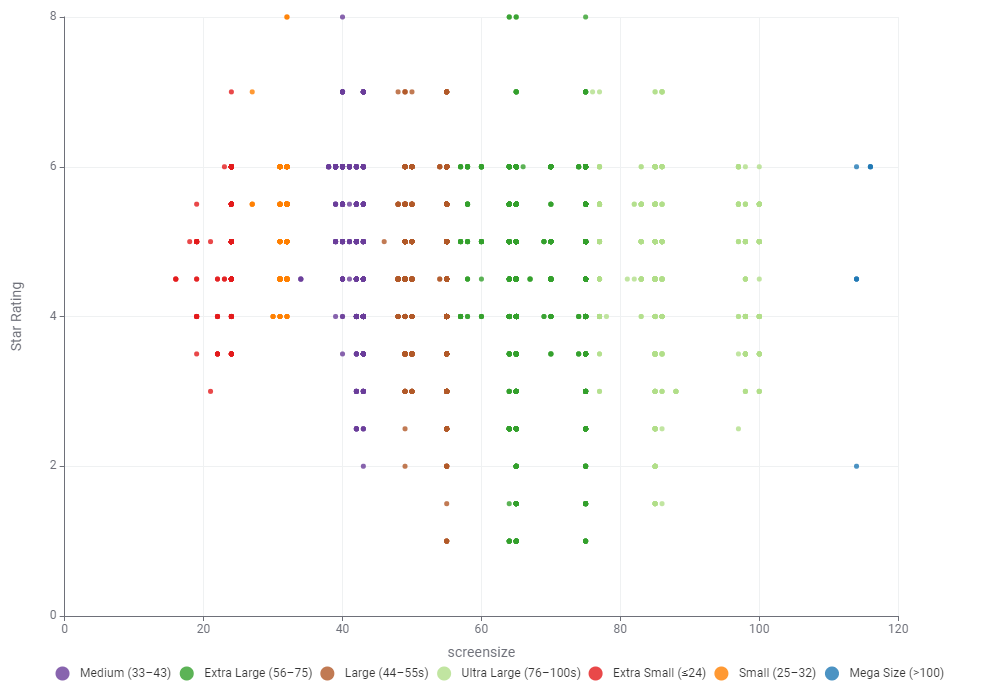 8
6
4
2
0
Star Rating
0 20 40 60 80 100 120
screensize
Medium (33–43) Extra Large (56–75) Large (44–55s) Ultra Large (76–100s) Extra Small (≤24) Small (25–32) Mega Size (>100)